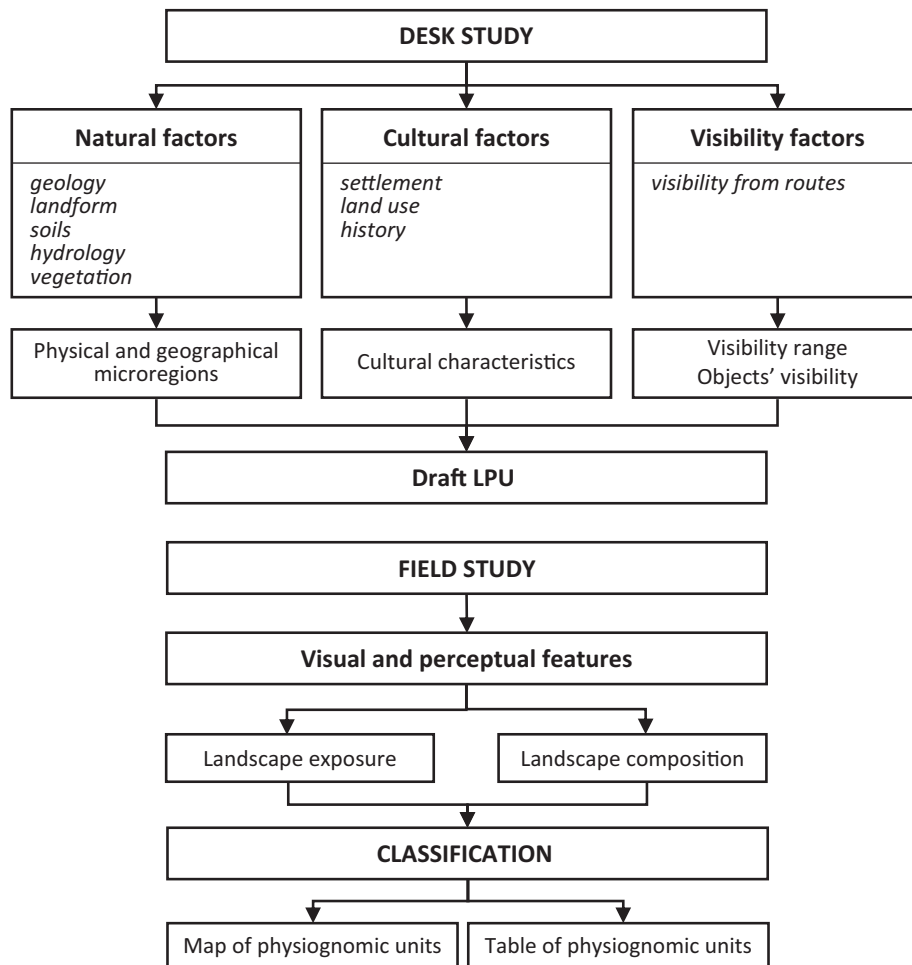 DESK STUDY
Natural factors
geology
landform
soils
hydrology
vegetation
Cultural factors
settlement
land use
history
Visibility factors
visibility from routes
Physical and geographical
microregions
Cultural characteristics
Visibility range
Objects’ visibility
Draft LPU
FIELD STUDY
Visual and perceptual features
Landscape exposure
Landscape composition
CLASSIFICATION
Map of physiognomic units
Table of physiognomic units